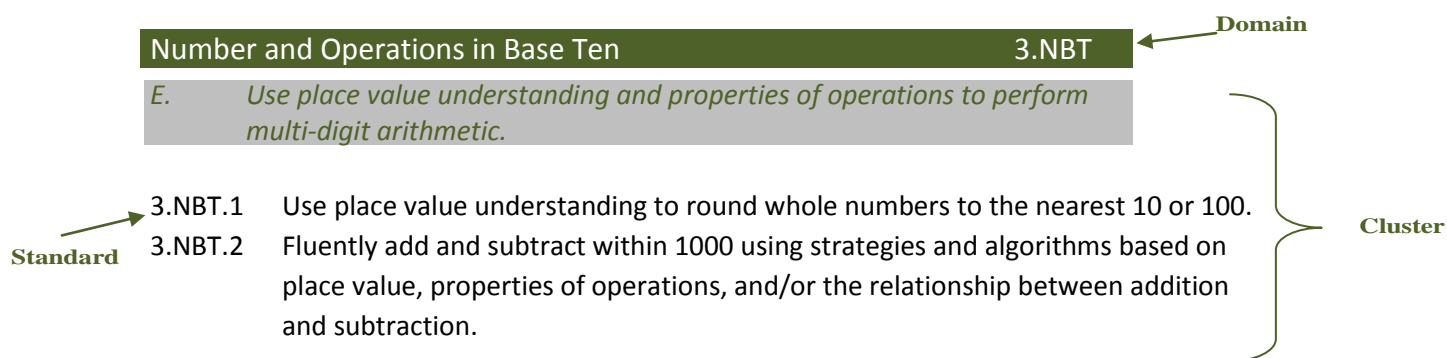 Domain
Number and Operations in Base Ten 3.NBT
E. Use place value understanding and properties of operations to perform
multi-digit arithmetic.
3.NBT.1 Use place value understanding to round whole numbers to the nearest 10 or 100.
Cluster
Standard
3.NBT.2 Fluently add and subtract within 1000 using strategies and algorithms based on
place value, properties of operations, and/or the relationship between addition
and subtraction.